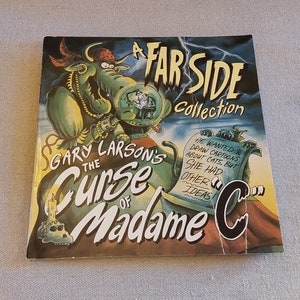 A
FAR SIDE
Collection
GARY LARSON'S
THE
Curse
OF
Madame
"C"
HE WANTED TO
DRAW CARTOONS
ABOUT CATS, BUT
SHE HAD
OTHER
IDEAS